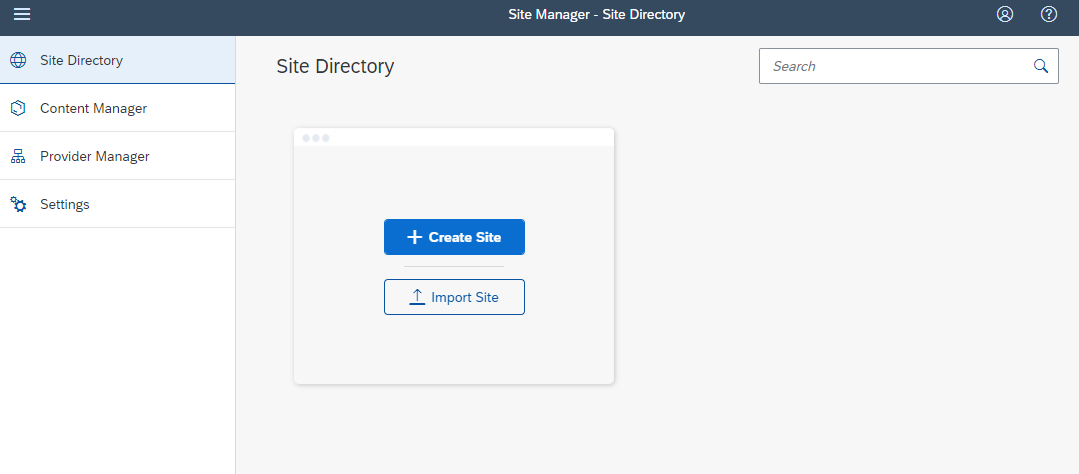 Site Manager - Site Directory
Site Directory
Content Manager
Provider Manager
Settings
Site Directory
Search
Create Site
Import Site